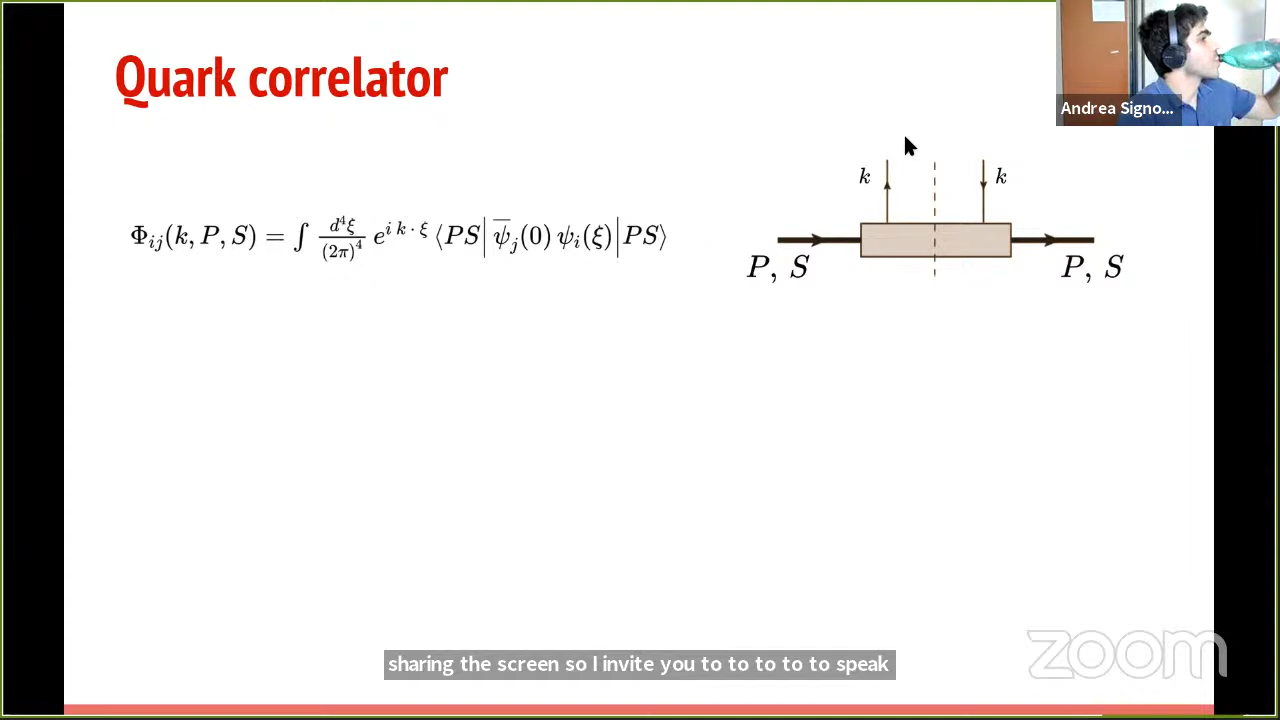 Quark correlator
Andrea Signo...
k k
Φij(k, P, S) = ∫ d⁴ξ/(2π)⁴ e^{i k · ξ} ⟨PS| ψ̅j(0) ψi(ξ)|PS⟩
P, S P, S
zoom
sharing the screen so I invite you to to to to to speak